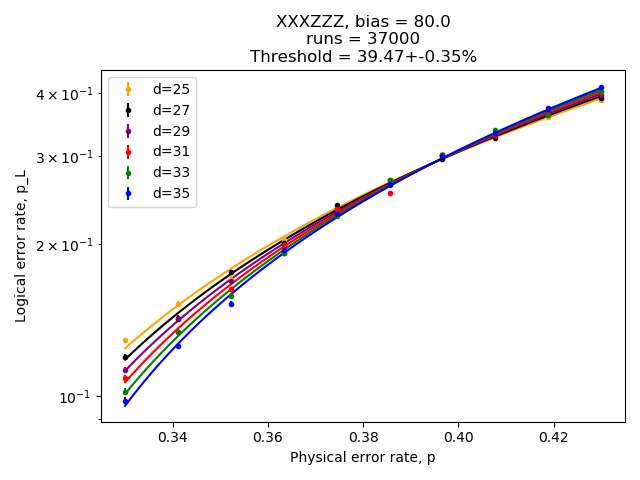 XXXZZZ, bias = 80.0
runs = 37000
Threshold = 39.47+-0.35%
4 × 10⁻¹
3 × 10⁻¹
2 × 10⁻¹
10⁻¹
Logical error rate, p_L
d=25
d=27
d=29
d=31
d=33
d=35
0.34 0.36 0.38 0.40 0.42
Physical error rate, p